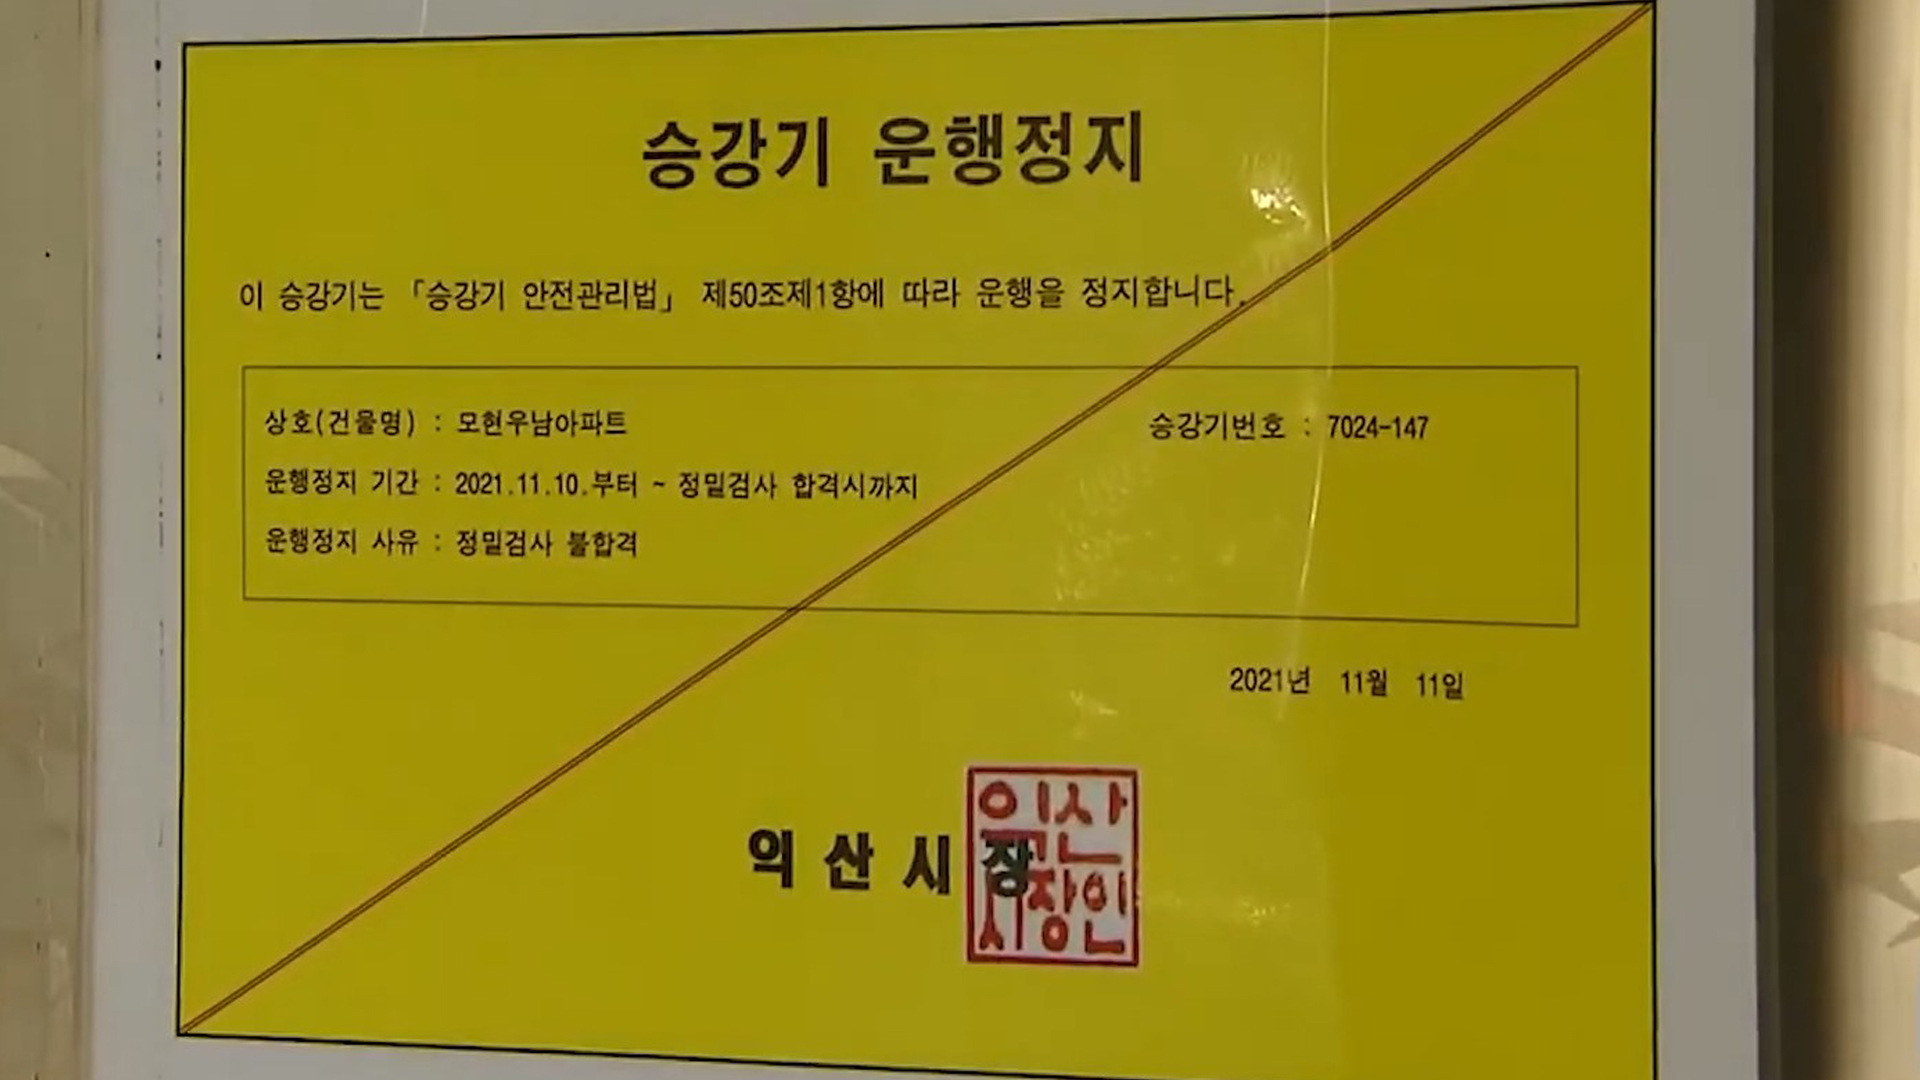 승강기 운행정지
이 승강기는 「승강기 안전관리법」 제50조제1항에 따라 운행을 정지합니다.
상호(건물명) : 모현우남아파트 승강기번호 : 7024-147
운행정지 기간 : 2021.11.10.부터 ~ 정밀검사 합격시까지
운행정지 사유 : 정밀검사 불합격
2021년 11월 11일
익산시장
익산
시장인